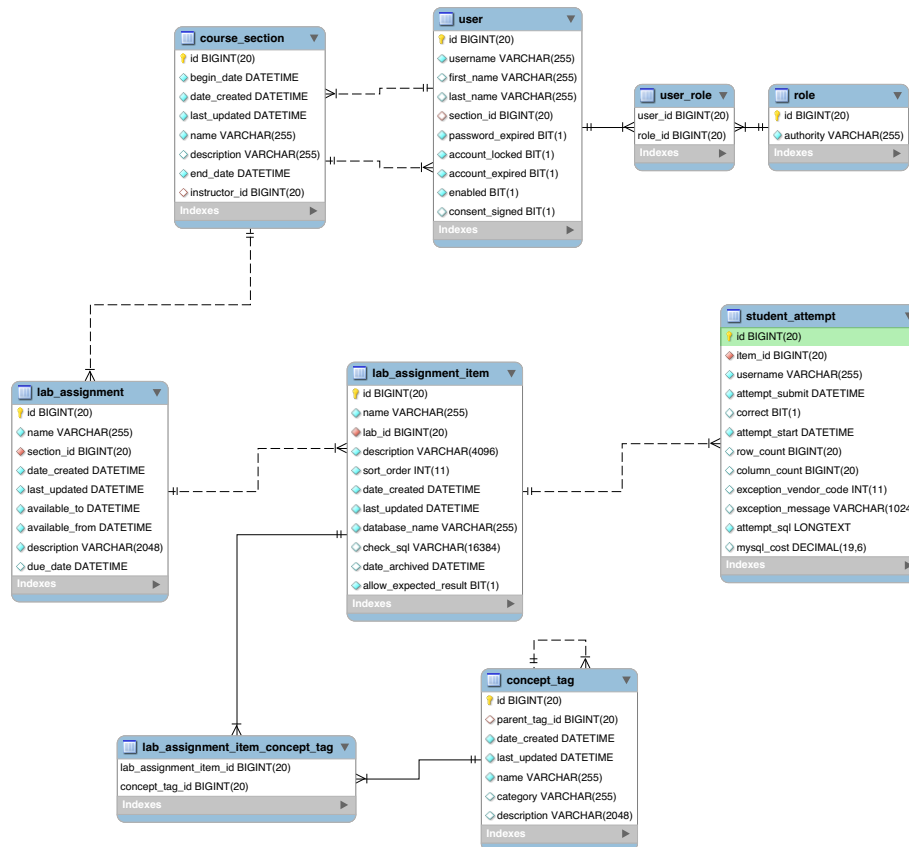 course_section
id BIGINT(20)
begin_date DATETIME
date_created DATETIME
last_updated DATETIME
name VARCHAR(255)
description VARCHAR(255)
end_date DATETIME
instructor_id BIGINT(20)
Indexes
user
id BIGINT(20)
username VARCHAR(255)
first_name VARCHAR(255)
last_name VARCHAR(255)
section_id BIGINT(20)
password_expired BIT(1)
account_locked BIT(1)
account_expired BIT(1)
enabled BIT(1)
consent_signed BIT(1)
Indexes
user_role
user_id BIGINT(20)
role_id BIGINT(20)
Indexes
role
id BIGINT(20)
authority VARCHAR(255)
Indexes
lab_assignment
id BIGINT(20)
name VARCHAR(255)
section_id BIGINT(20)
date_created DATETIME
last_updated DATETIME
available_to DATETIME
available_from DATETIME
description VARCHAR(2048)
due_date DATETIME
Indexes
lab_assignment_item
id BIGINT(20)
name VARCHAR(255)
lab_id BIGINT(20)
description VARCHAR(4096)
sort_order INT(11)
date_created DATETIME
last_updated DATETIME
database_name VARCHAR(255)
check_sql VARCHAR(16384)
date_archived DATETIME
allow_expected_result BIT(1)
Indexes
student_attempt
id BIGINT(20)
item_id BIGINT(20)
username VARCHAR(255)
attempt_submit DATETIME
correct BIT(1)
attempt_start DATETIME
row_count BIGINT(20)
column_count BIGINT(20)
exception_vendor_code INT(11)
exception_message VARCHAR(1024
attempt_sql LONGTEXT
mysql_cost DECIMAL(19,6)
Indexes
lab_assignment_item_concept_tag
lab_assignment_item_id BIGINT(20)
concept_tag_id BIGINT(20)
Indexes
concept_tag
id BIGINT(20)
parent_tag_id BIGINT(20)
date_created DATETIME
last_updated DATETIME
name VARCHAR(255)
category VARCHAR(255)
description VARCHAR(2048)
Indexes